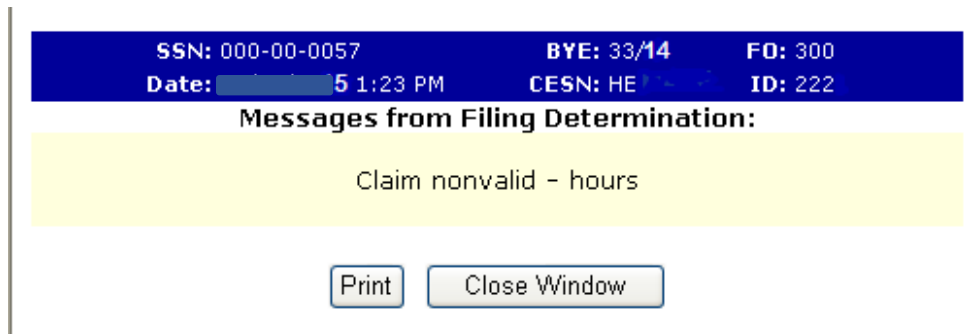 SSN: 000-00-0057 BYE: 33/14 FO: 300
Date: 5 1:23 PM CESN: HE ID: 222
Messages from Filing Determination:
Claim nonvalid - hours
Print Close Window